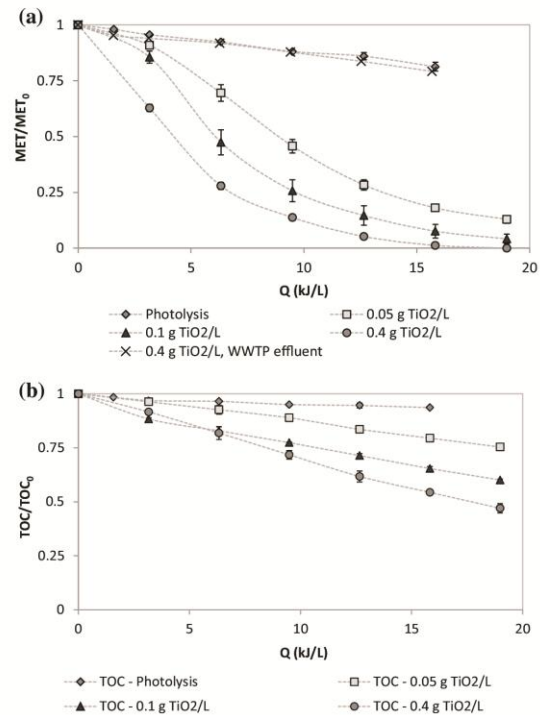 (a)
1
0.75
0.5
0.25
0
MET/MET0
0 5 10 15 20
Q (kJ/L)
Photolysis
0.05 g TiO2/L
0.1 g TiO2/L
0.4 g TiO2/L
0.4 g TiO2/L, WWTP effluent
(b)
1
0.75
0.5
0.25
0
TOC/TOC0
0 5 10 15 20
Q (kJ/L)
TOC - Photolysis
TOC - 0.05 g TiO2/L
TOC - 0.1 g TiO2/L
TOC - 0.4 g TiO2/L